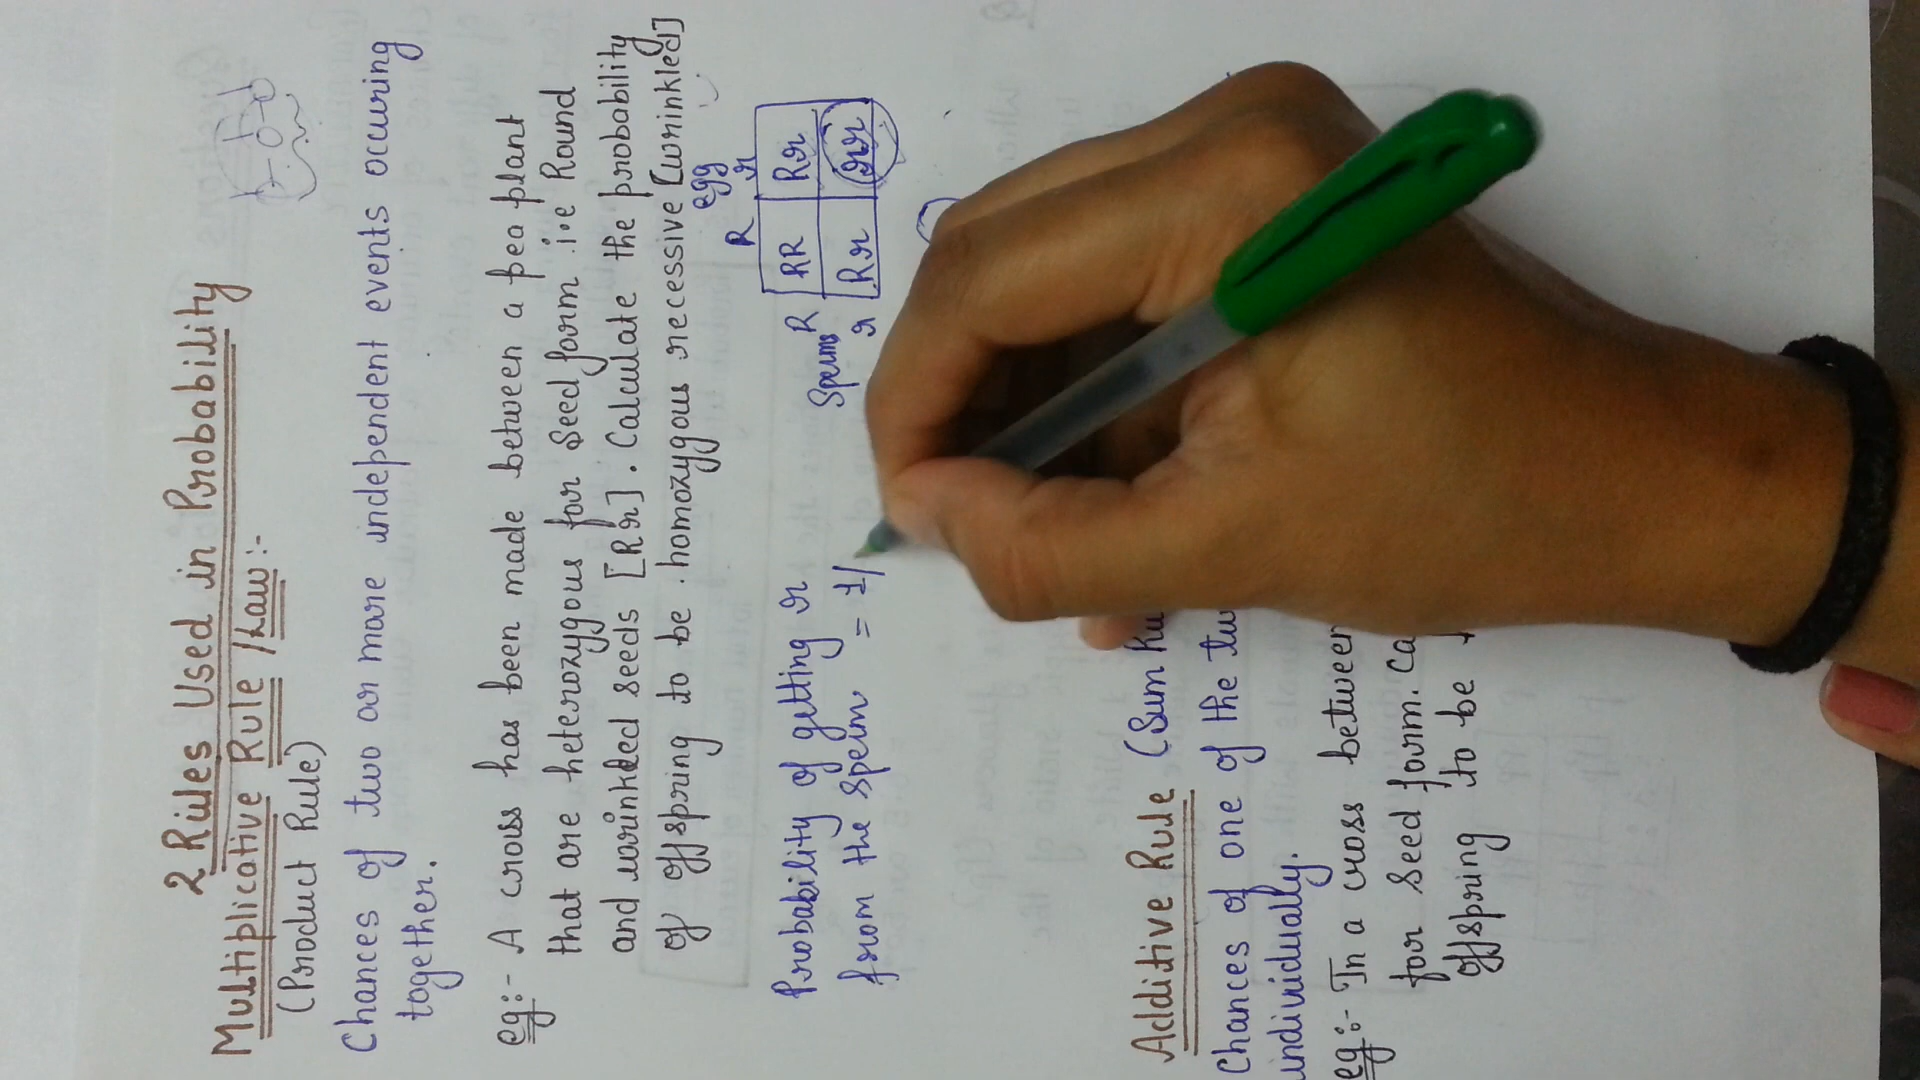 2 Rules Used in Probability
Multiplicative Rule /Law:-
(Product Rule)
Chances of two or more independent events occuring
together.
eg:- A cross has been made between a pea plant
that are heterozygous for Seed form i.e Round
and wrinkled seeds [Rr]. Calculate the probability
of offspring to be homozygous recessive [wrinkled]
egg
R r
Sperms R RR Rr
r Rr rr
Probability of getting r
from the sperm = 1/
Additive Rule (Sum Ru
Chances of one of the tw
individually.
eg:- In a cross between
for Seed form. Ca
offspring to be